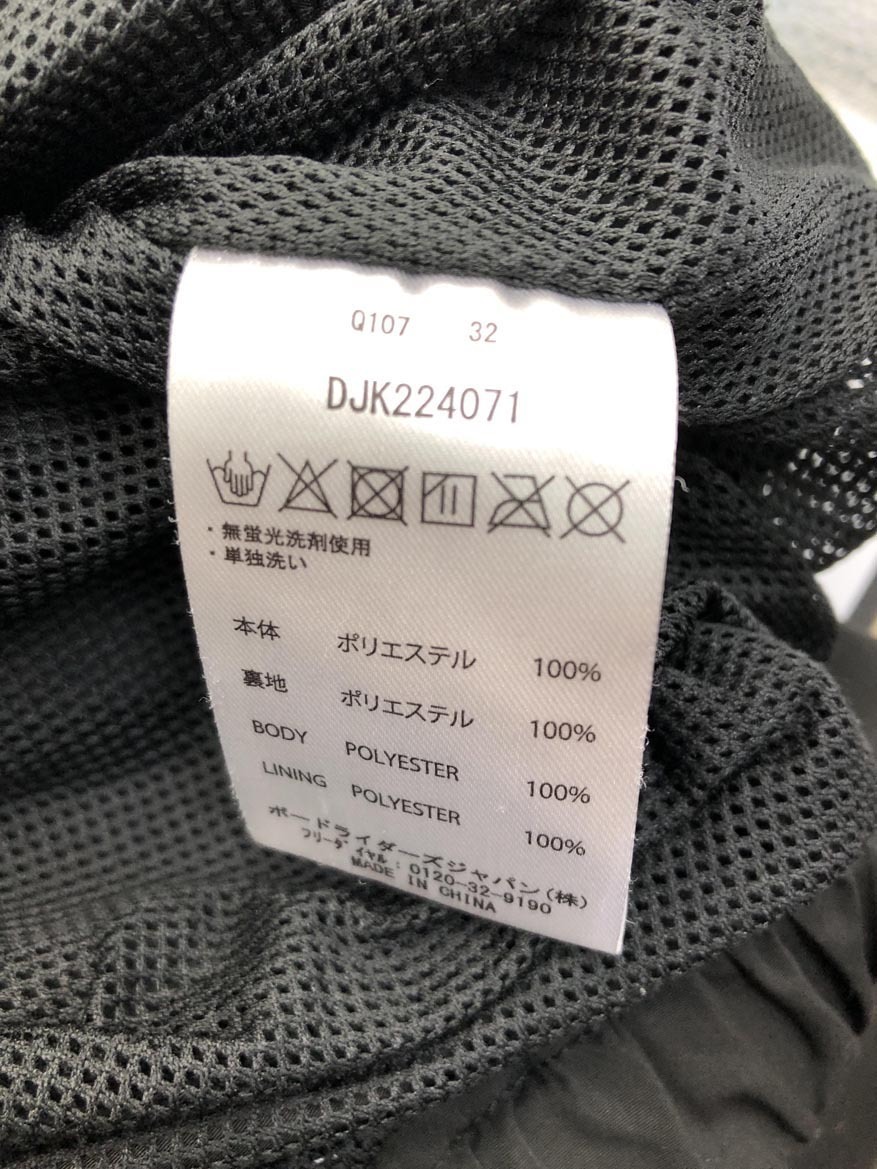 Q107 32
DJK224071
・無蛍光洗剤使用
・単独洗い
本体 ポリエステル 100%
裏地 ポリエステル 100%
BODY POLYESTER 100%
LINING POLYESTER 100%
ボードライダーズジャパン(株)
フリーダイヤル:0120-32-9190
MADE IN CHINA